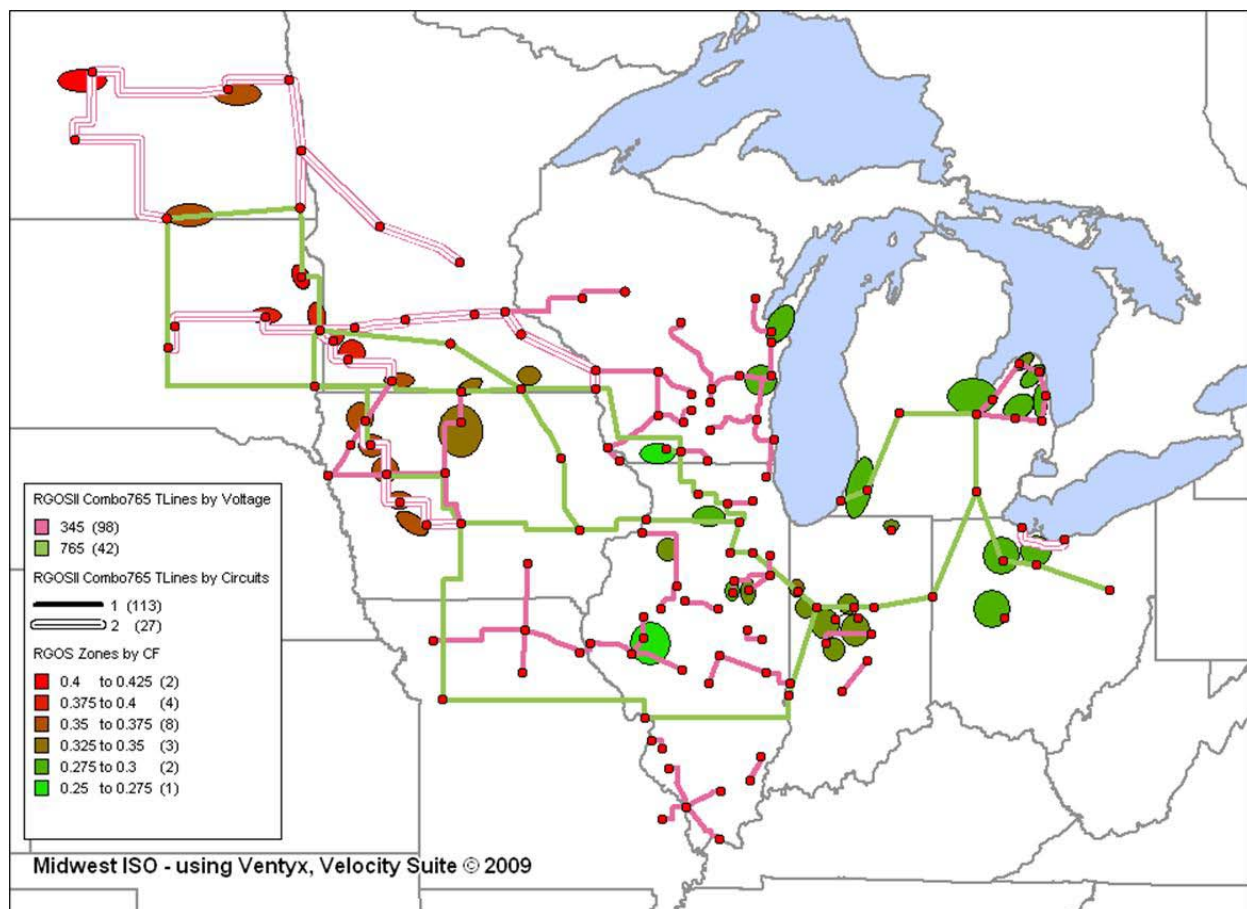 RGOSII Combo765 TLines by Voltage
345 (98)
765 (42)
RGOSII Combo765 TLines by Circuits
1 (113)
2 (27)
RGOS Zones by CF
0.4 to 0.425 (2)
0.375 to 0.4 (4)
0.35 to 0.375 (8)
0.325 to 0.35 (3)
0.275 to 0.3 (2)
0.25 to 0.275 (1)
Midwest ISO - using Ventyx, Velocity Suite © 2009